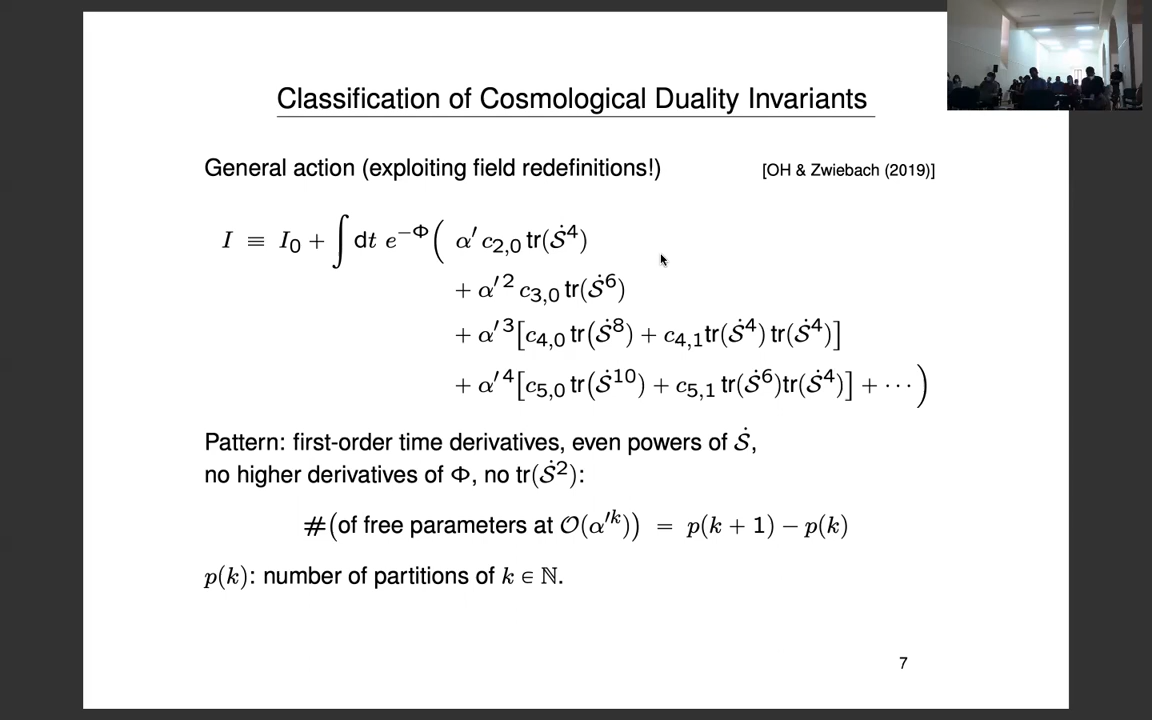 Classification of Cosmological Duality Invariants
General action (exploiting field redefinitions!) [OH & Zwiebach (2019)]
I ≡ I₀ + ∫ dt e^{−Φ} ( α′ c_{2,0} tr(𝒮̇⁴)
+ α′² c_{3,0} tr(𝒮̇⁶)
+ α′³ [c_{4,0} tr(𝒮̇⁸) + c_{4,1} tr(𝒮̇⁴) tr(𝒮̇⁴)]
+ α′⁴ [c_{5,0} tr(𝒮̇¹⁰) + c_{5,1} tr(𝒮̇⁶)tr(𝒮̇⁴)] + ⋯ )
Pattern: first-order time derivatives, even powers of 𝒮̇,
no higher derivatives of Φ, no tr(𝒮̇²):
#(of free parameters at 𝒪(α′ᵏ)) = p(k + 1) − p(k)
p(k): number of partitions of k ∈ ℕ.
7